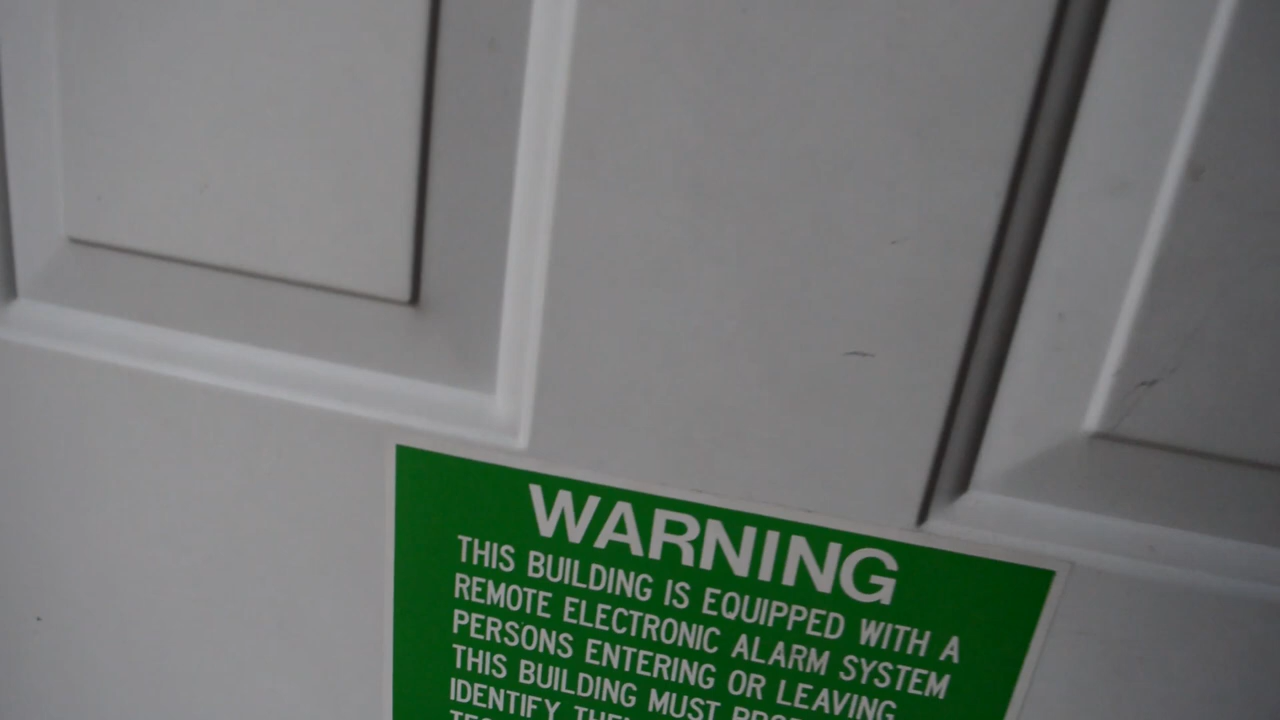 WARNING
THIS BUILDING IS EQUIPPED WITH A
REMOTE ELECTRONIC ALARM SYSTEM
PERSONS ENTERING OR LEAVING
THIS BUILDING MUST
IDENTIFY